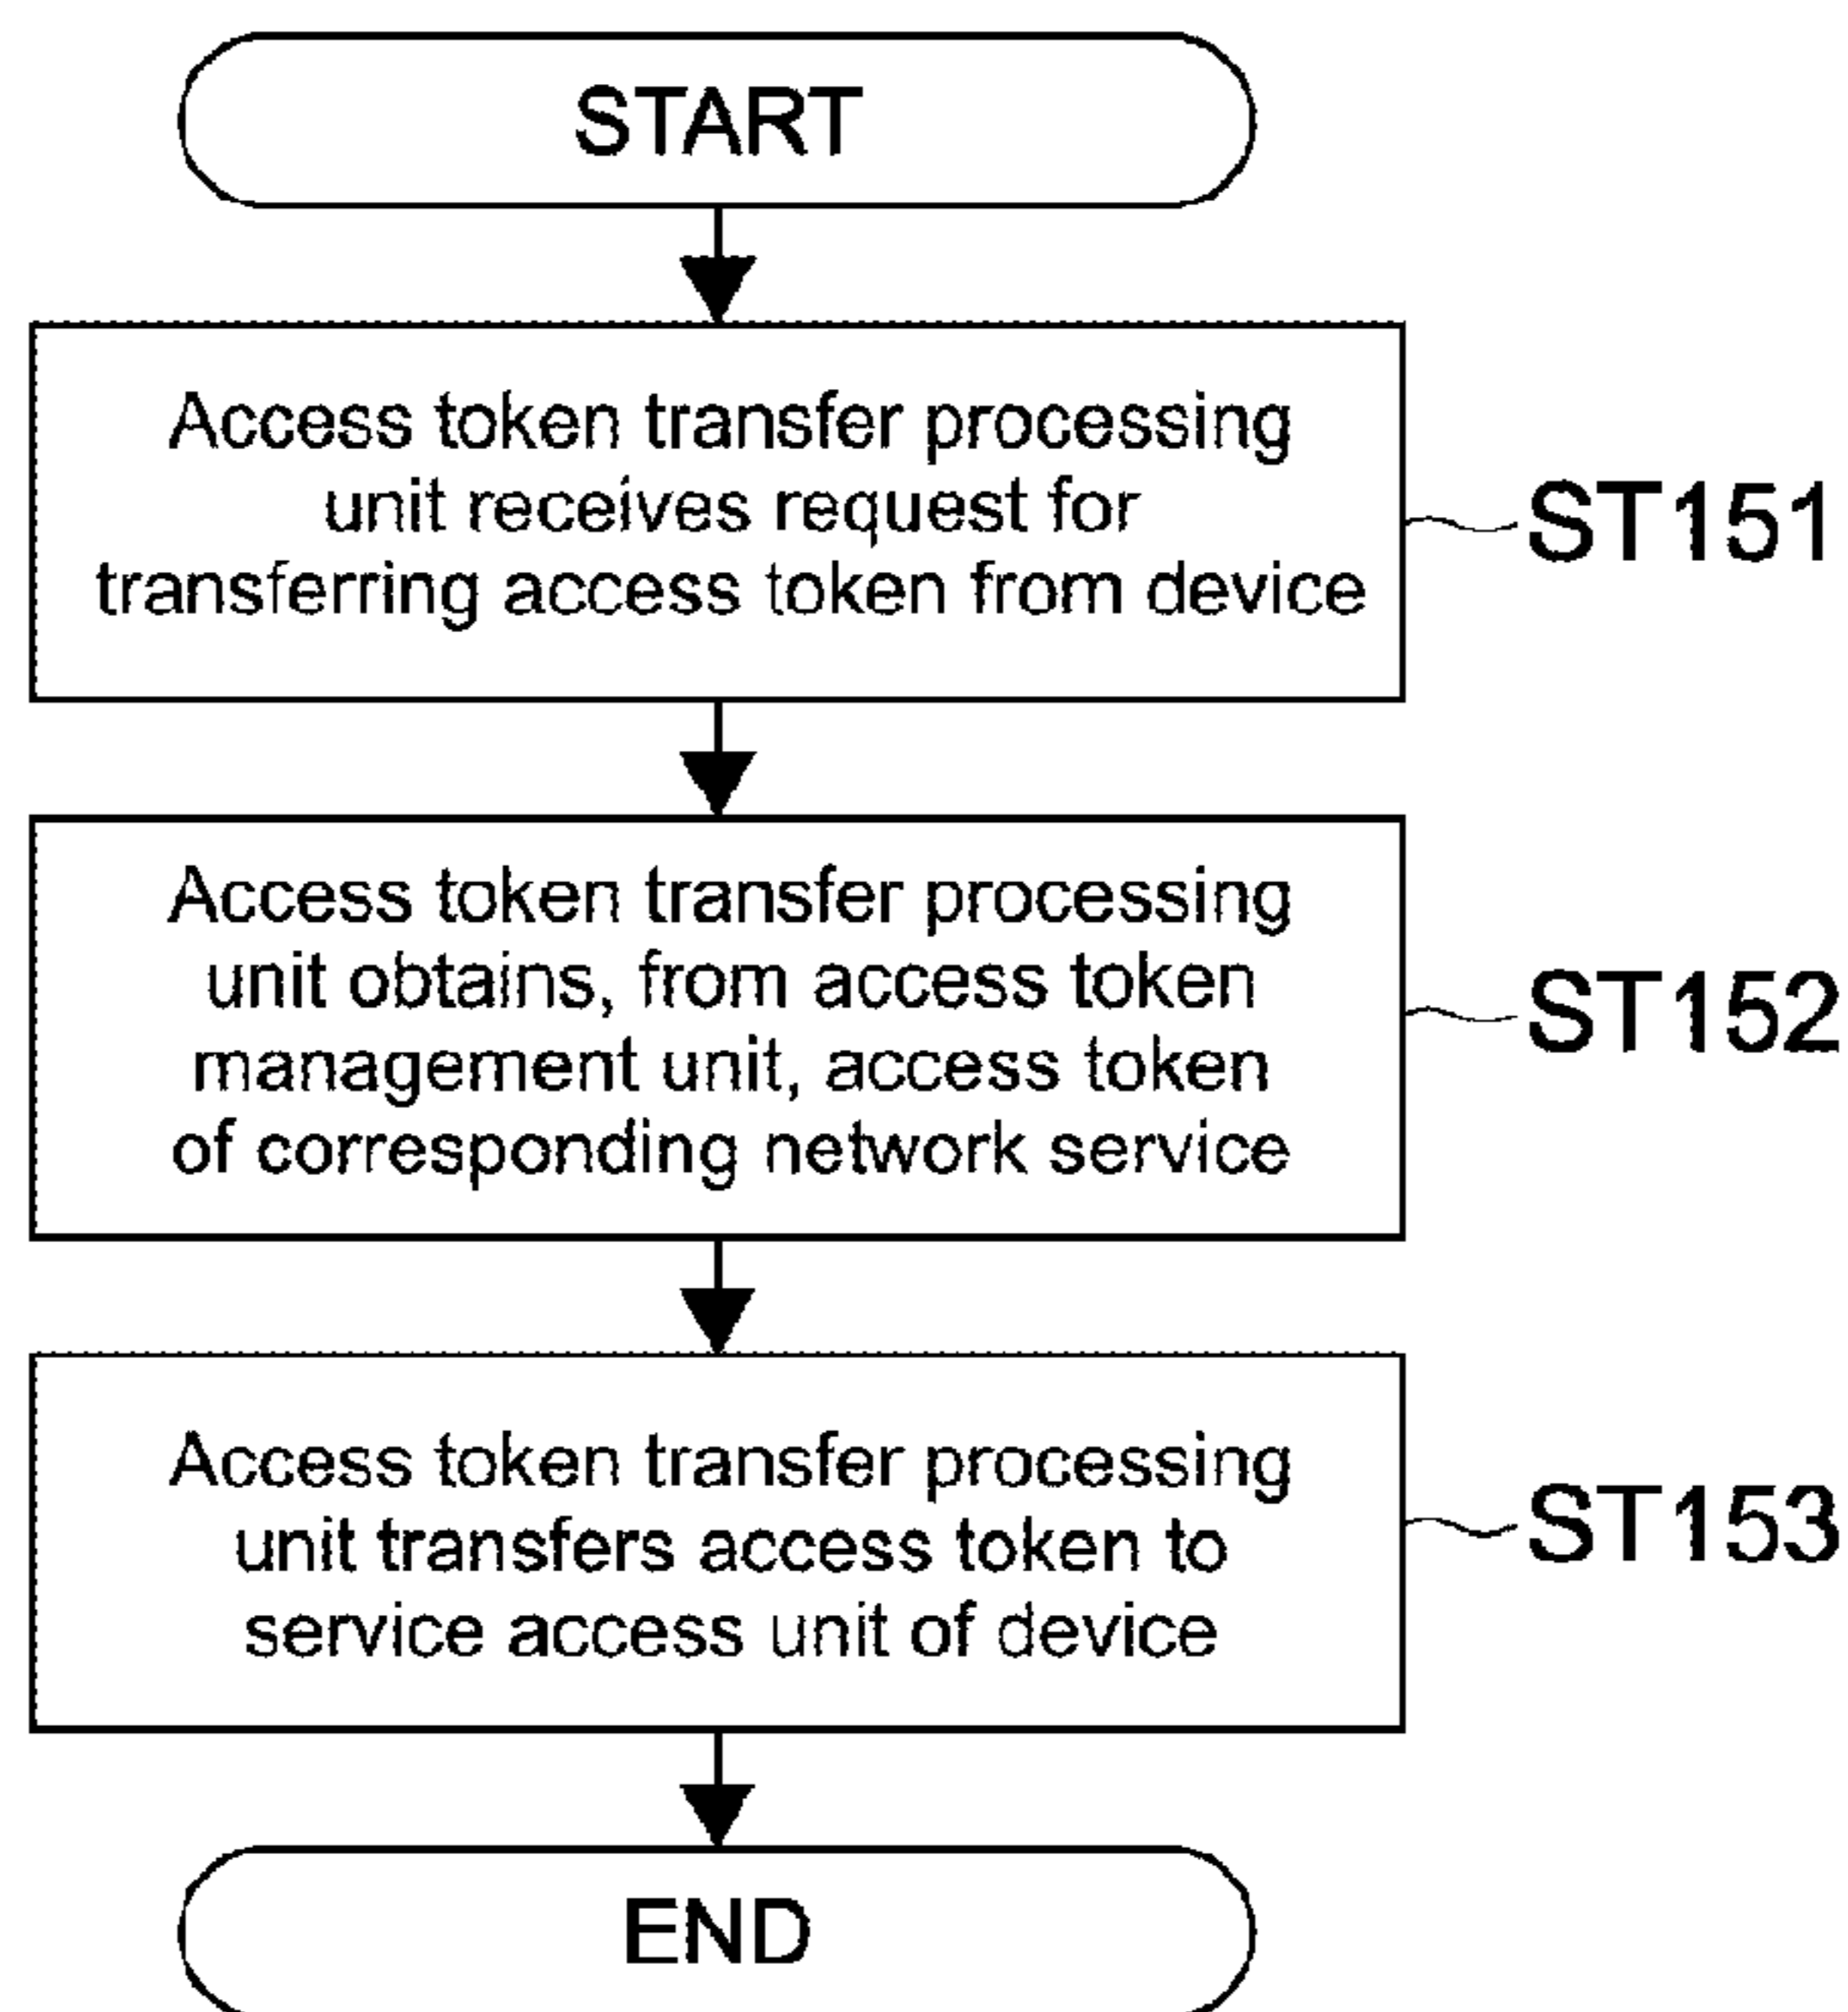 START
Access token transfer processing
unit receives request for
transferring access token from device
ST151
Access token transfer processing
unit obtains, from access token
management unit, access token
of corresponding network service
ST152
Access token transfer processing
unit transfers access token to
service access unit of device
ST153
END